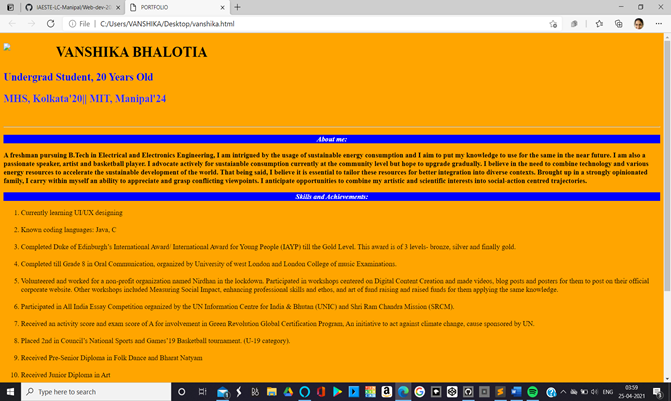 IAESTE-LC-Manipal/Web-dev-20
PORTFOLIO
File | C:/Users/VANSHIKA/Desktop/vanshika.html
VANSHIKA BHALOTIA
Undergrad Student, 20 Years Old
MHS, Kolkata'20|| MIT, Manipal'24
About me:
A freshman pursuing B.Tech in Electrical and Electronics Engineering, I am intrigued by the usage of sustainable energy consumption and I aim to put my knowledge to use for the same in the near future. I am also a
passionate speaker, artist and basketball player. I advocate actively for sustainable consumption currently at the community level but hope to upgrade gradually. I believe in the need to combine technology and various
energy resources to accelerate the sustainable development of the world. That being said, I believe it is essential to tailor these resources for better integration into diverse contexts. Brought up in a strongly opinionated
family, I carry within myself an ability to appreciate and grasp conflicting viewpoints. I anticipate opportunities to combine my artistic and scientific interests into social-action centred trajectories.
Skills and Achievements:
1. Currently learning UI/UX designing
2. Known coding languages: Java, C
3. Completed Duke of Edinburgh's International Award/ International Award for Young People (IAYP) till the Gold Level. This award is of 3 levels- bronze, silver and finally gold.
4. Completed till Grade 8 in Oral Communication, organized by University of west London and London College of music Examinations.
5. Volunteered and worked for a non-profit organization named Nirdhan in the lockdown. Participated in workshops centered on Digital Content Creation and made videos, blog posts and posters for them to post on their official
corporate website. Other workshops included Measuring Social Impact, enhancing professional skills and ethos, and art of fund raising and raised funds for them applying the same knowledge.
6. Participated in All India Essay Competition organized by the UN Information Centre for India & Bhutan (UNIC) and Shri Ram Chandra Mission (SRCM).
7. Received an activity score and exam score of A for involvement in Green Revolution Global Certification Program, An initiative to act against climate change, cause sponsored by UN.
8. Placed 2nd in Council's National Sports and Games'19 Basketball tournament. (U-19 category).
9. Received Pre-Senior Diploma in Folk Dance and Bharat Natyam
10. Received Junior Diploma in Art
Type here to search
ENG
03:59
25-04-2021